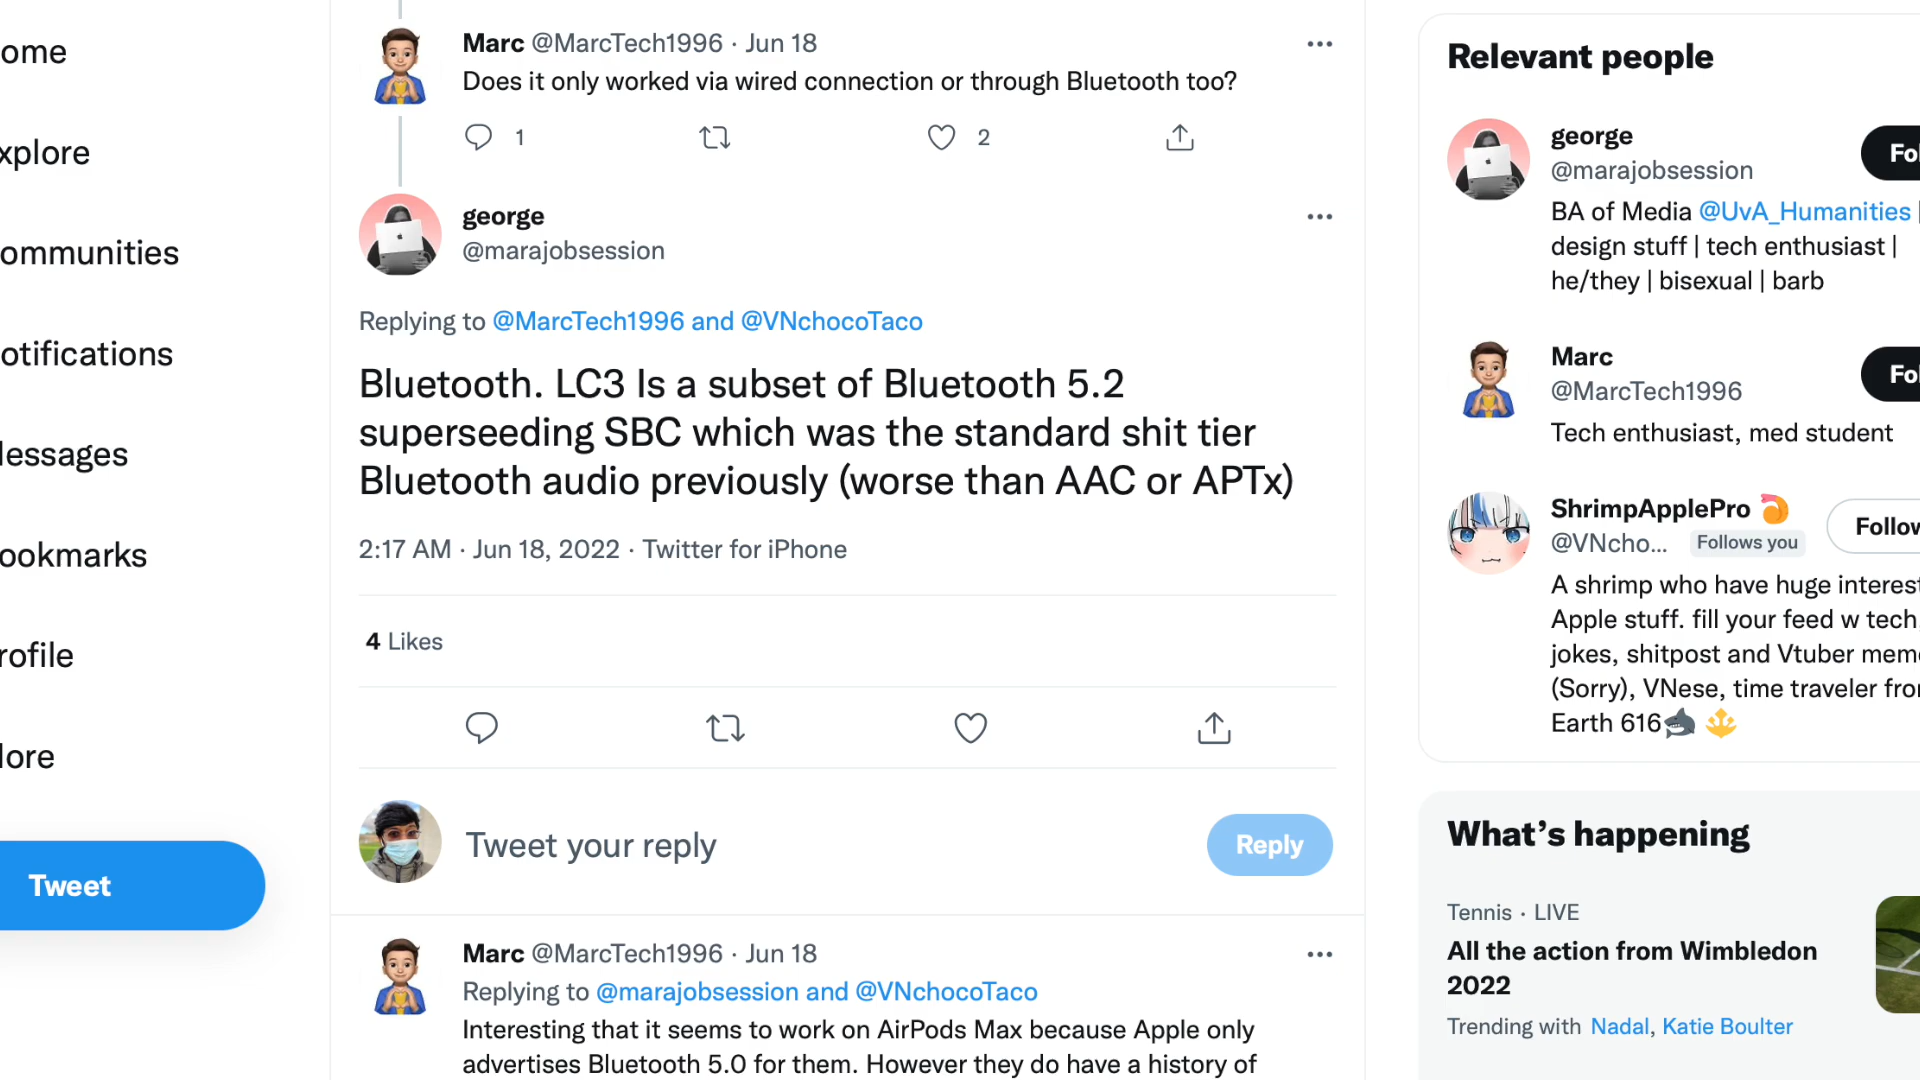 ome
xplore
ommunities
otifications
essages
ookmarks
rofile
ore
Tweet
Marc @MarcTech1996 · Jun 18
Does it only worked via wired connection or through Bluetooth too?
1
2
george
@marajobsession
Replying to @MarcTech1996 and @VNchocoTaco
Bluetooth. LC3 Is a subset of Bluetooth 5.2
superseeding SBC which was the standard shit tier
Bluetooth audio previously (worse than AAC or APTx)
2:17 AM · Jun 18, 2022 · Twitter for iPhone
4 Likes
Tweet your reply
Reply
Marc @MarcTech1996 · Jun 18
Replying to @marajobsession and @VNchocoTaco
Interesting that it seems to work on AirPods Max because Apple only
advertises Bluetooth 5.0 for them. However they do have a history of
Relevant people
george
@marajobsession
Fol
BA of Media @UvA_Humanities |
design stuff | tech enthusiast |
he/they | bisexual | barb
Marc
@MarcTech1996
Fol
Tech enthusiast, med student
ShrimpApplePro
@VNcho... Follows you
Follow
A shrimp who have huge interest
Apple stuff. fill your feed w tech,
jokes, shitpost and Vtuber meme
(Sorry), VNese, time traveler fro
Earth 616
What's happening
Tennis · LIVE
All the action from Wimbledon
2022
Trending with Nadal, Katie Boulter